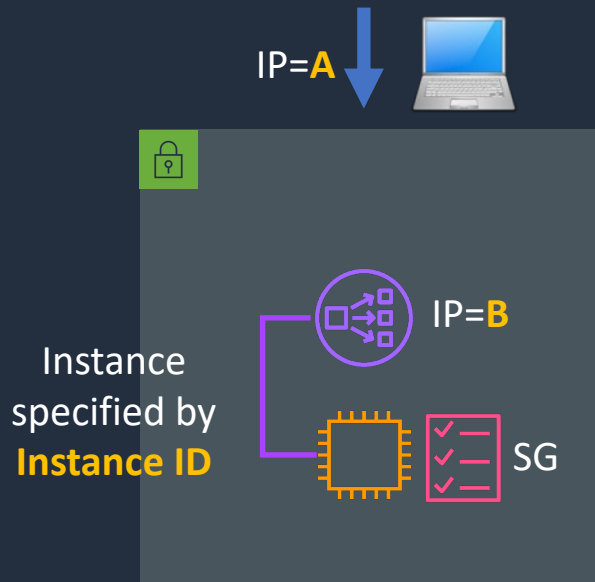 IP=A
IP=B
Instance
specified by
Instance ID
SG